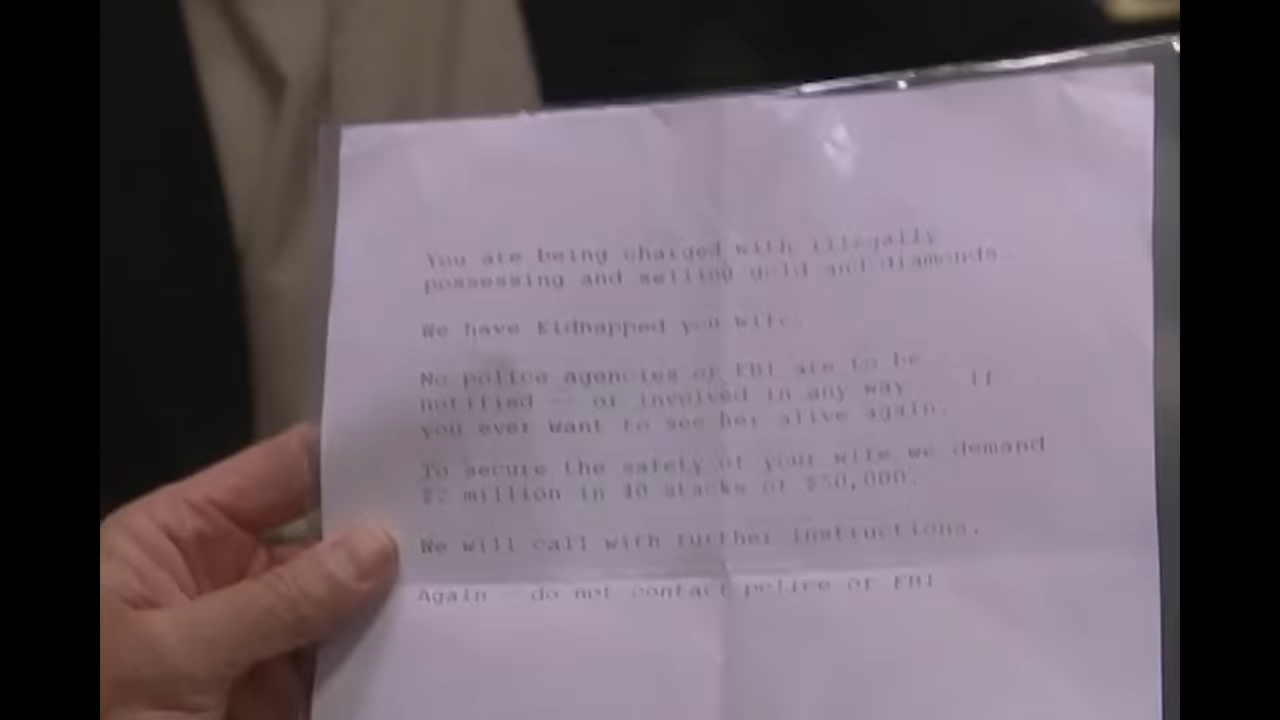 You are being charged with illegally
possessing and selling gold and diamonds.
We have Kidnapped you wife.
No police agencies or FBI are to be
notified -- or involved in any way if
you ever want to see her alive again.
To secure the safety of your wife we demand
$2 million in 40 stacks of $50,000.
We will call with further instructions.
Again do not contact police or FBI